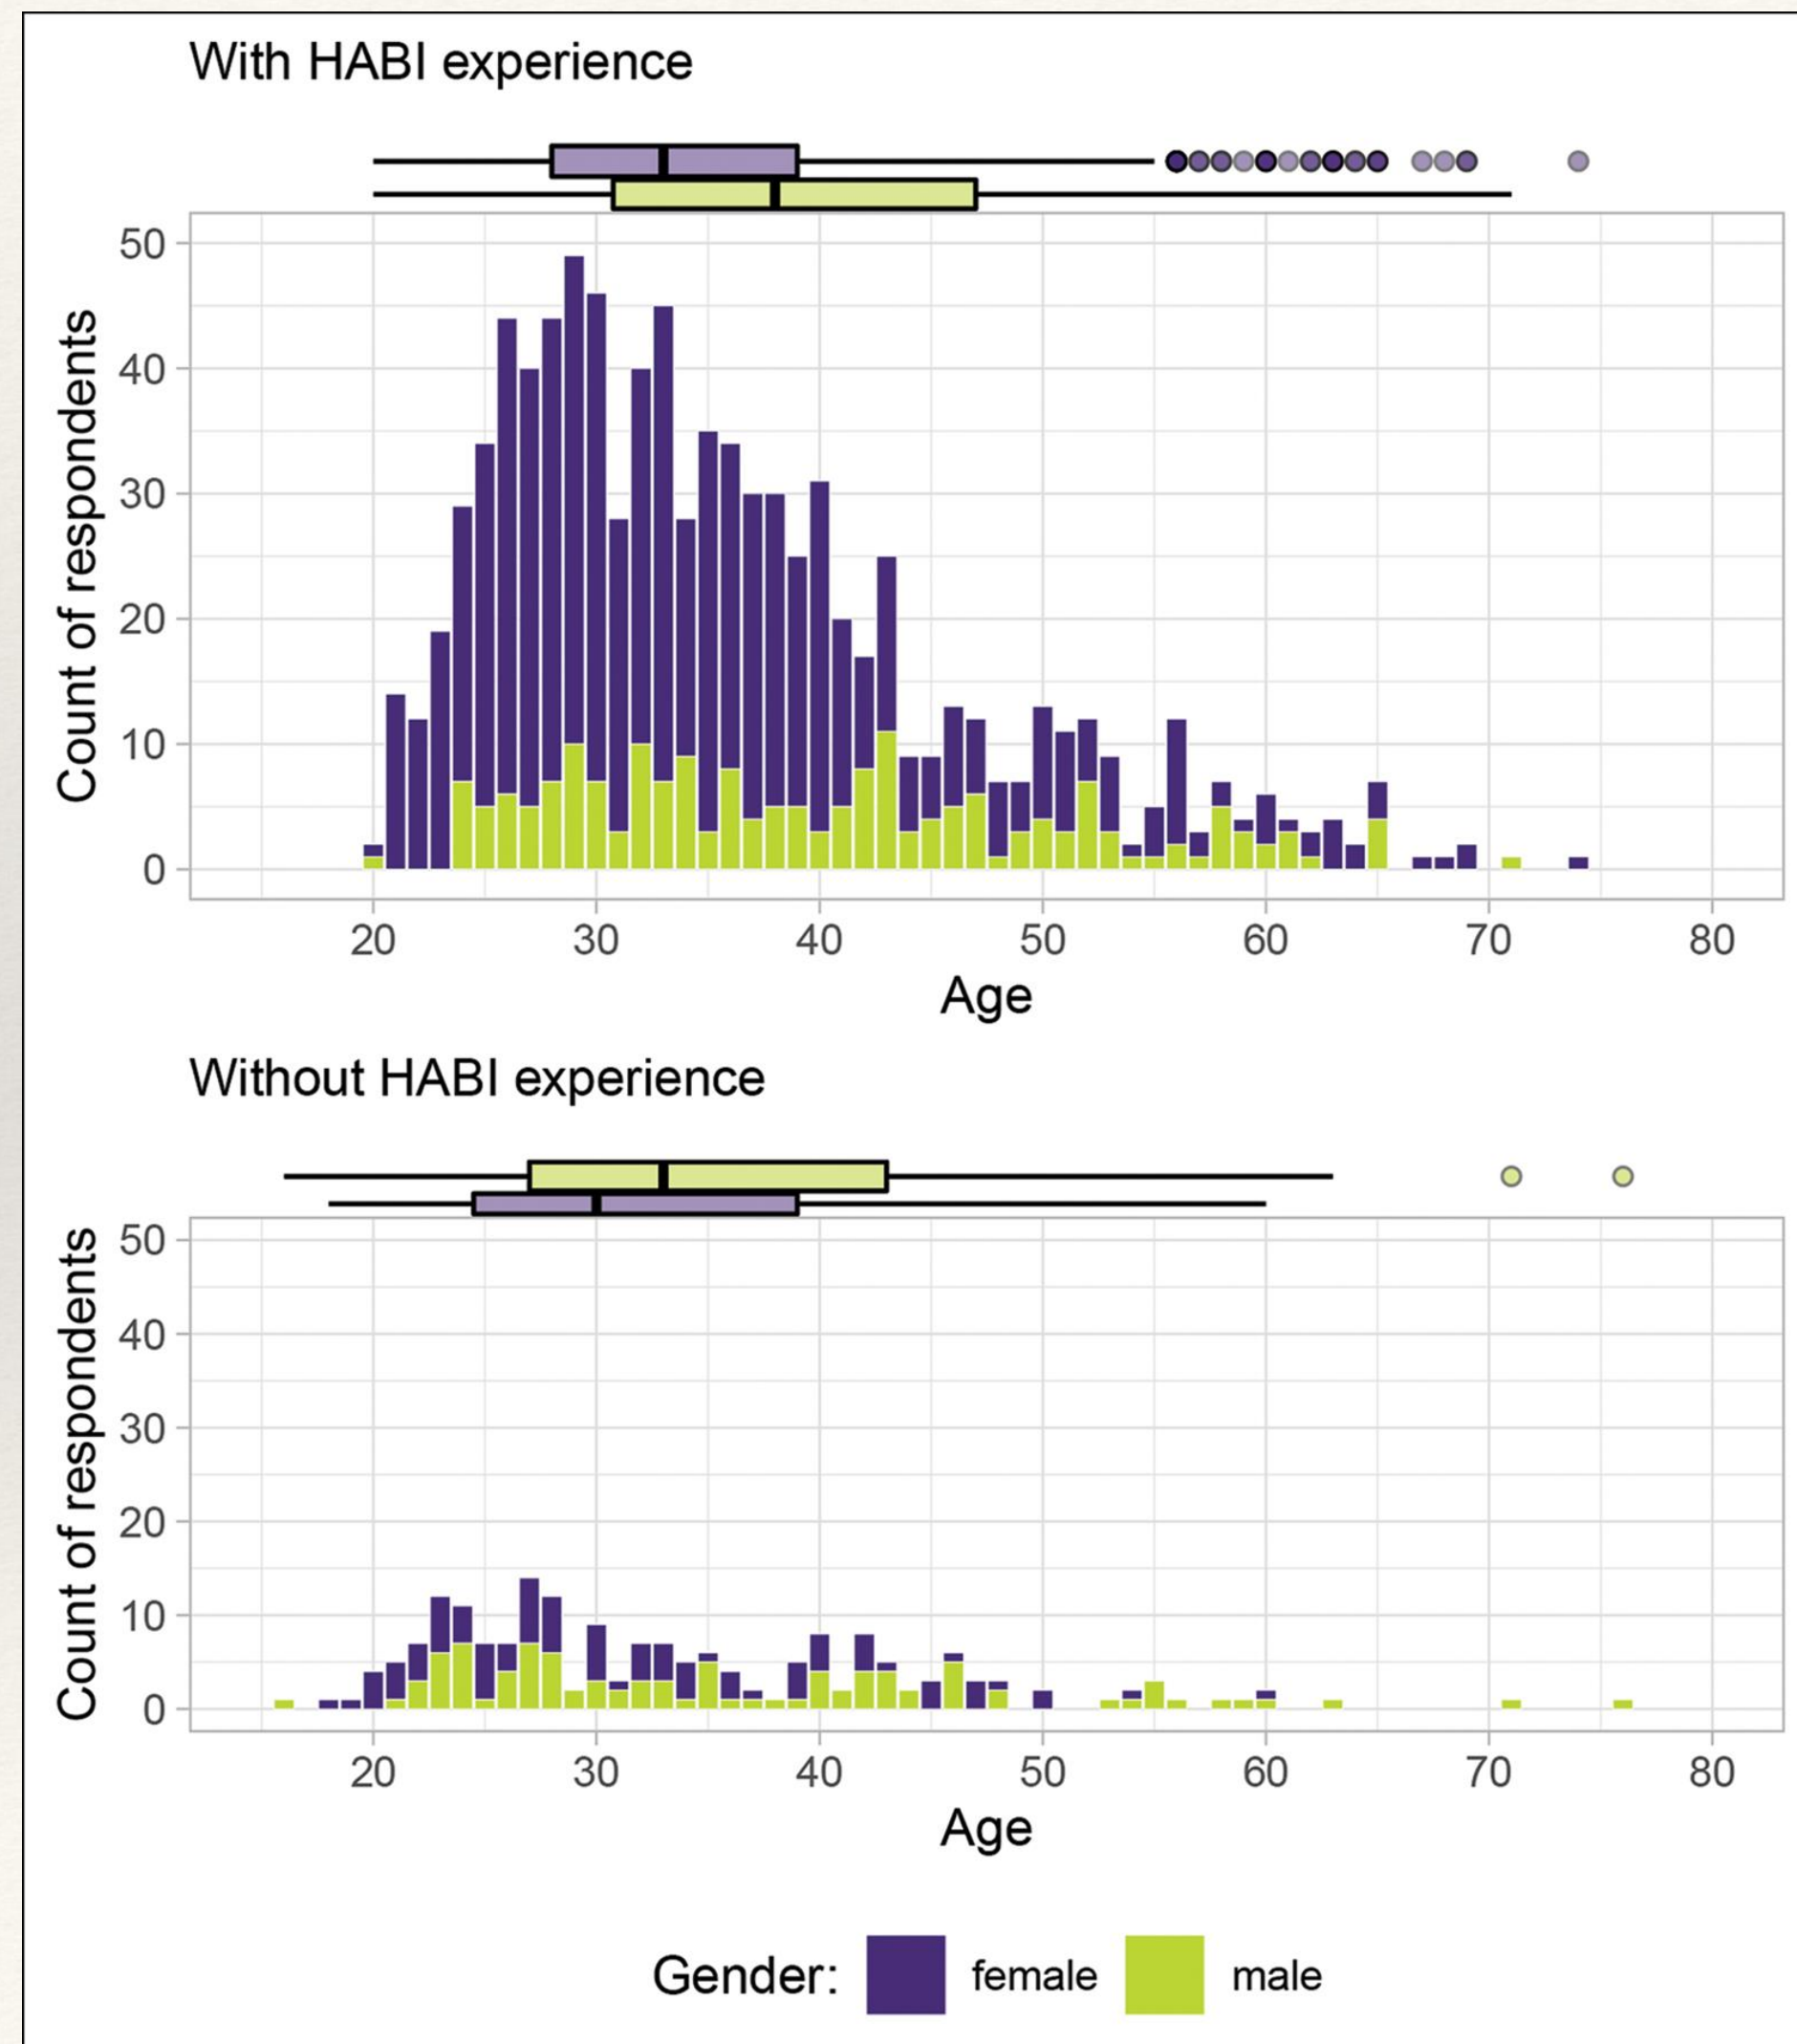 With HABI experience
50
40
30
20
10
0
Count of respondents
20 30 40 50 60 70 80
Age
Without HABI experience
50
40
30
20
10
0
Count of respondents
20 30 40 50 60 70 80
Age
Gender: female male